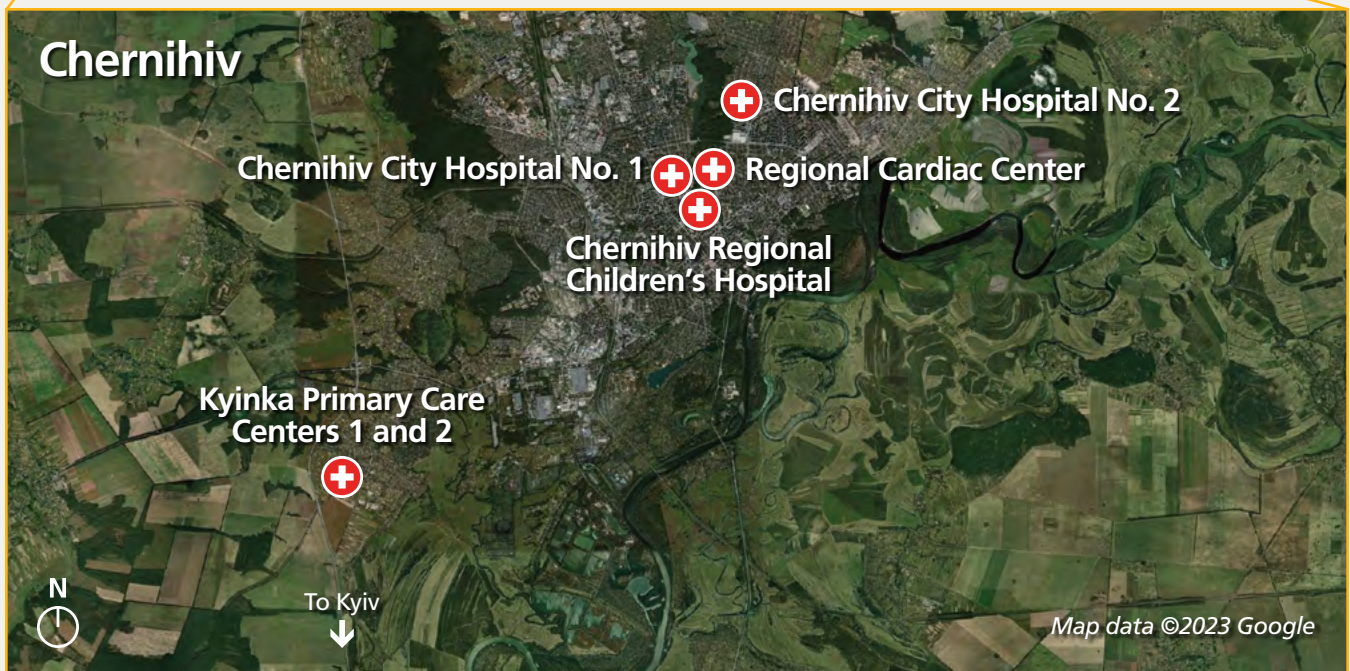 Chernihiv
Chernihiv City Hospital No. 2
Chernihiv City Hospital No. 1
Regional Cardiac Center
Chernihiv Regional
Children's Hospital
Kyinka Primary Care
Centers 1 and 2
N
To Kyiv
Map data ©2023 Google